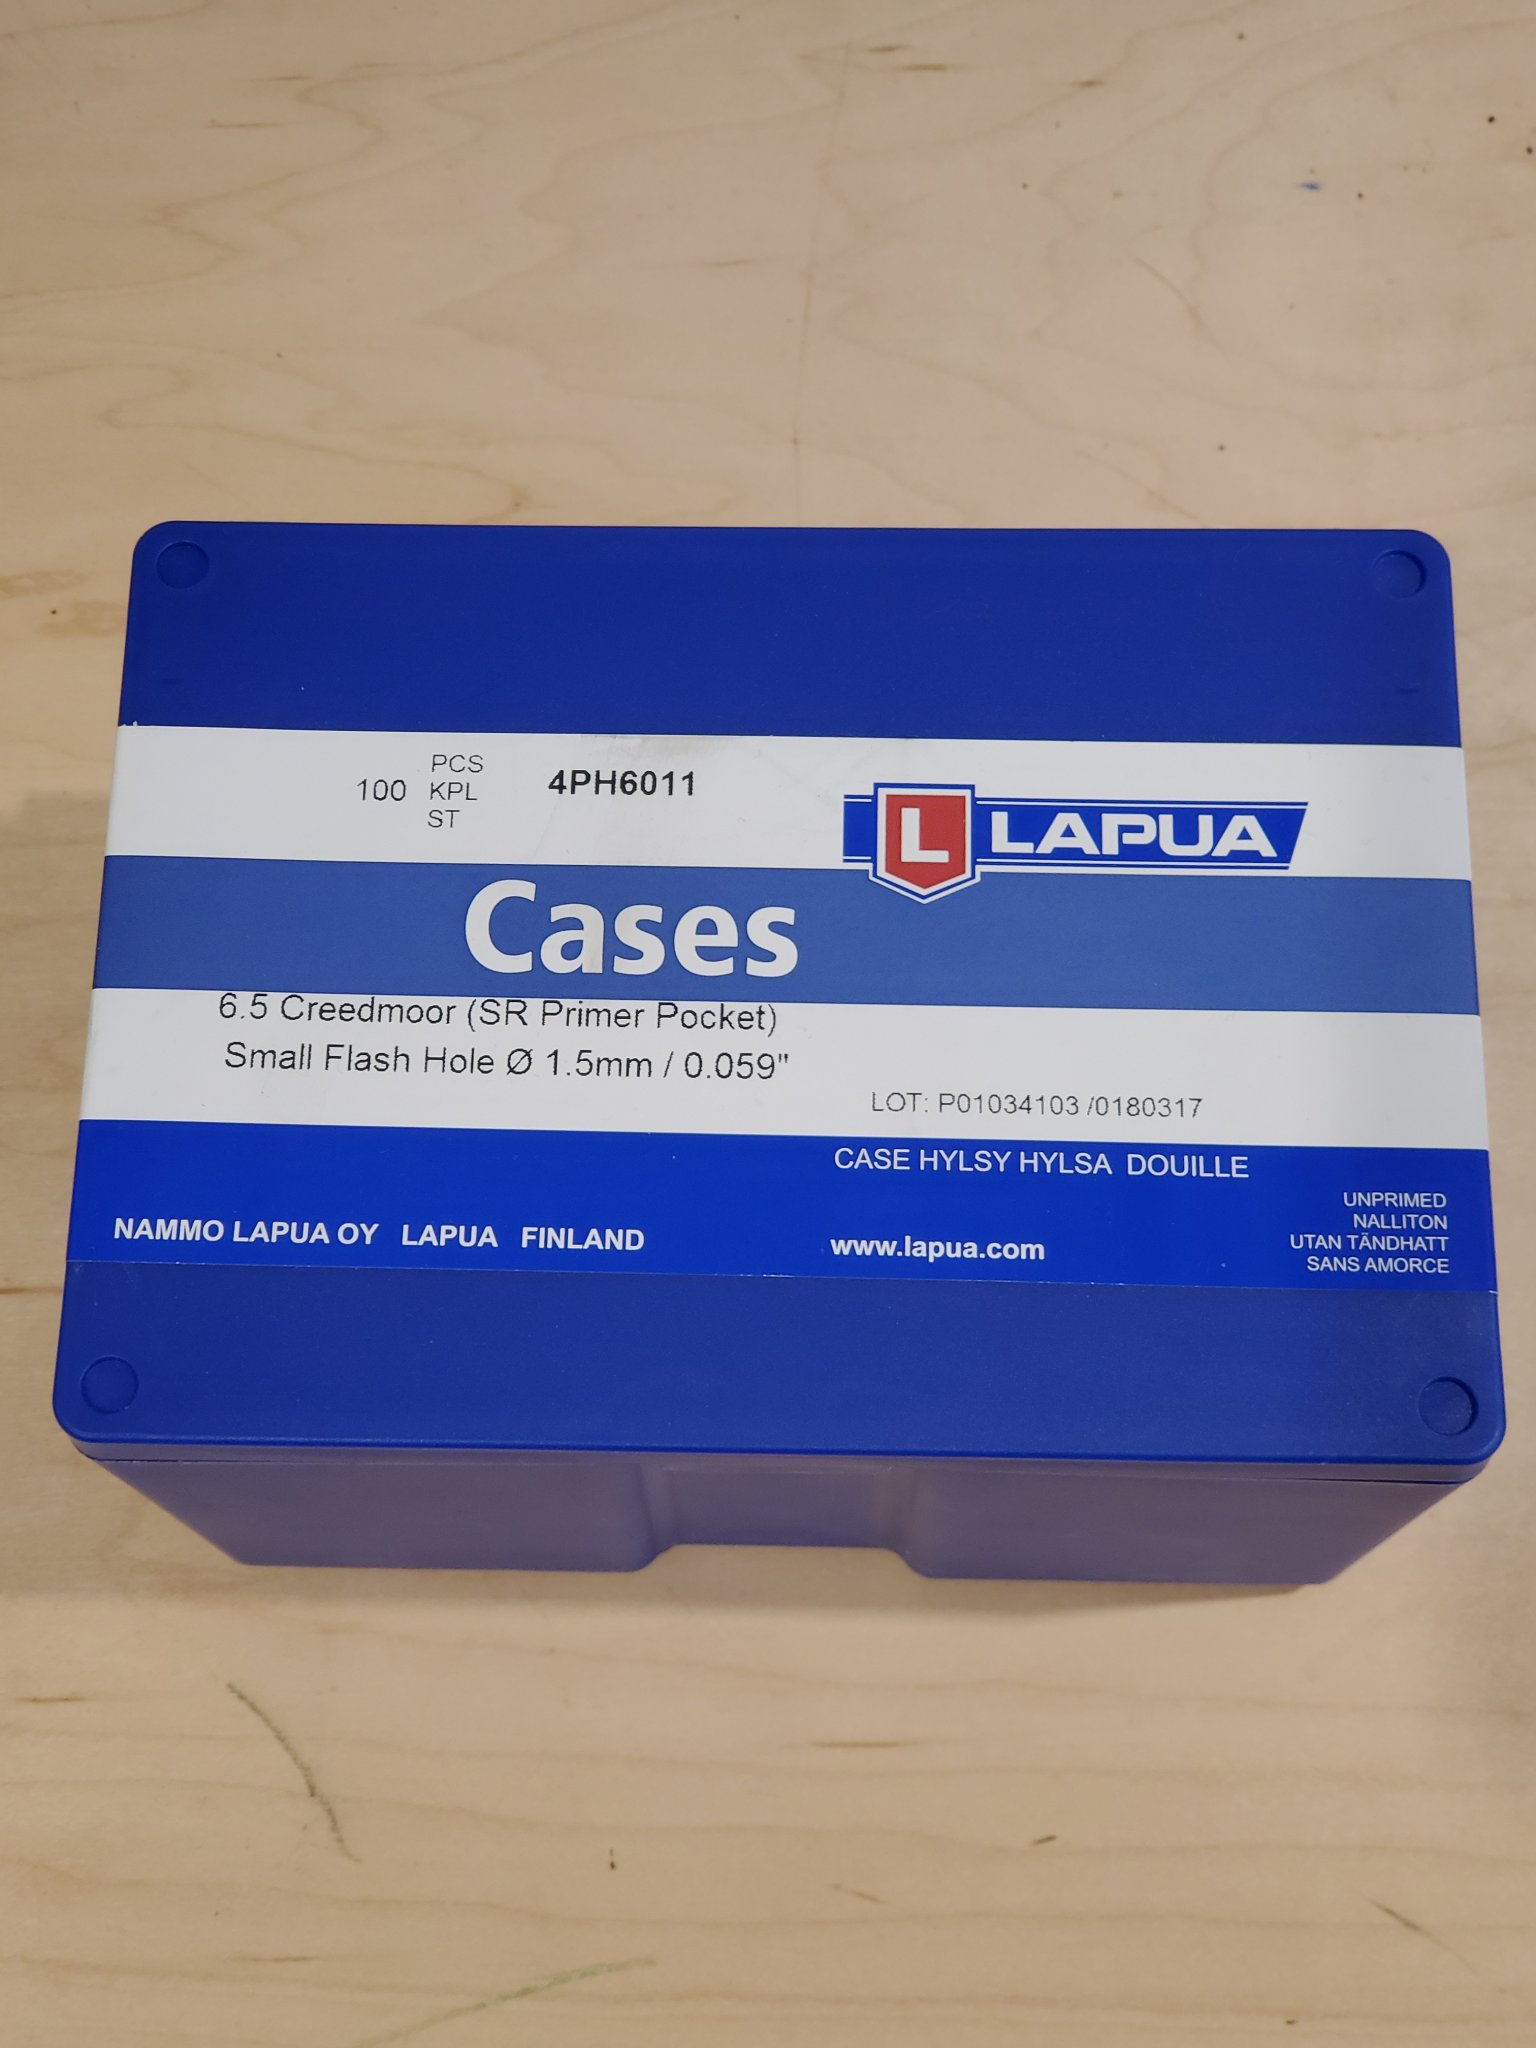 PCS
100 KPL
ST
4PH6011
L LAPUA
Cases
6.5 Creedmoor (SR Primer Pocket)
Small Flash Hole Ø 1.5mm / 0.059"
LOT: P01034103 /0180317
CASE HYLSY HYLSA DOUILLE
UNPRIMED
NALLITON
UTAN TÄNDHATT
SANS AMORCE
NAMMO LAPUA OY LAPUA FINLAND
www.lapua.com